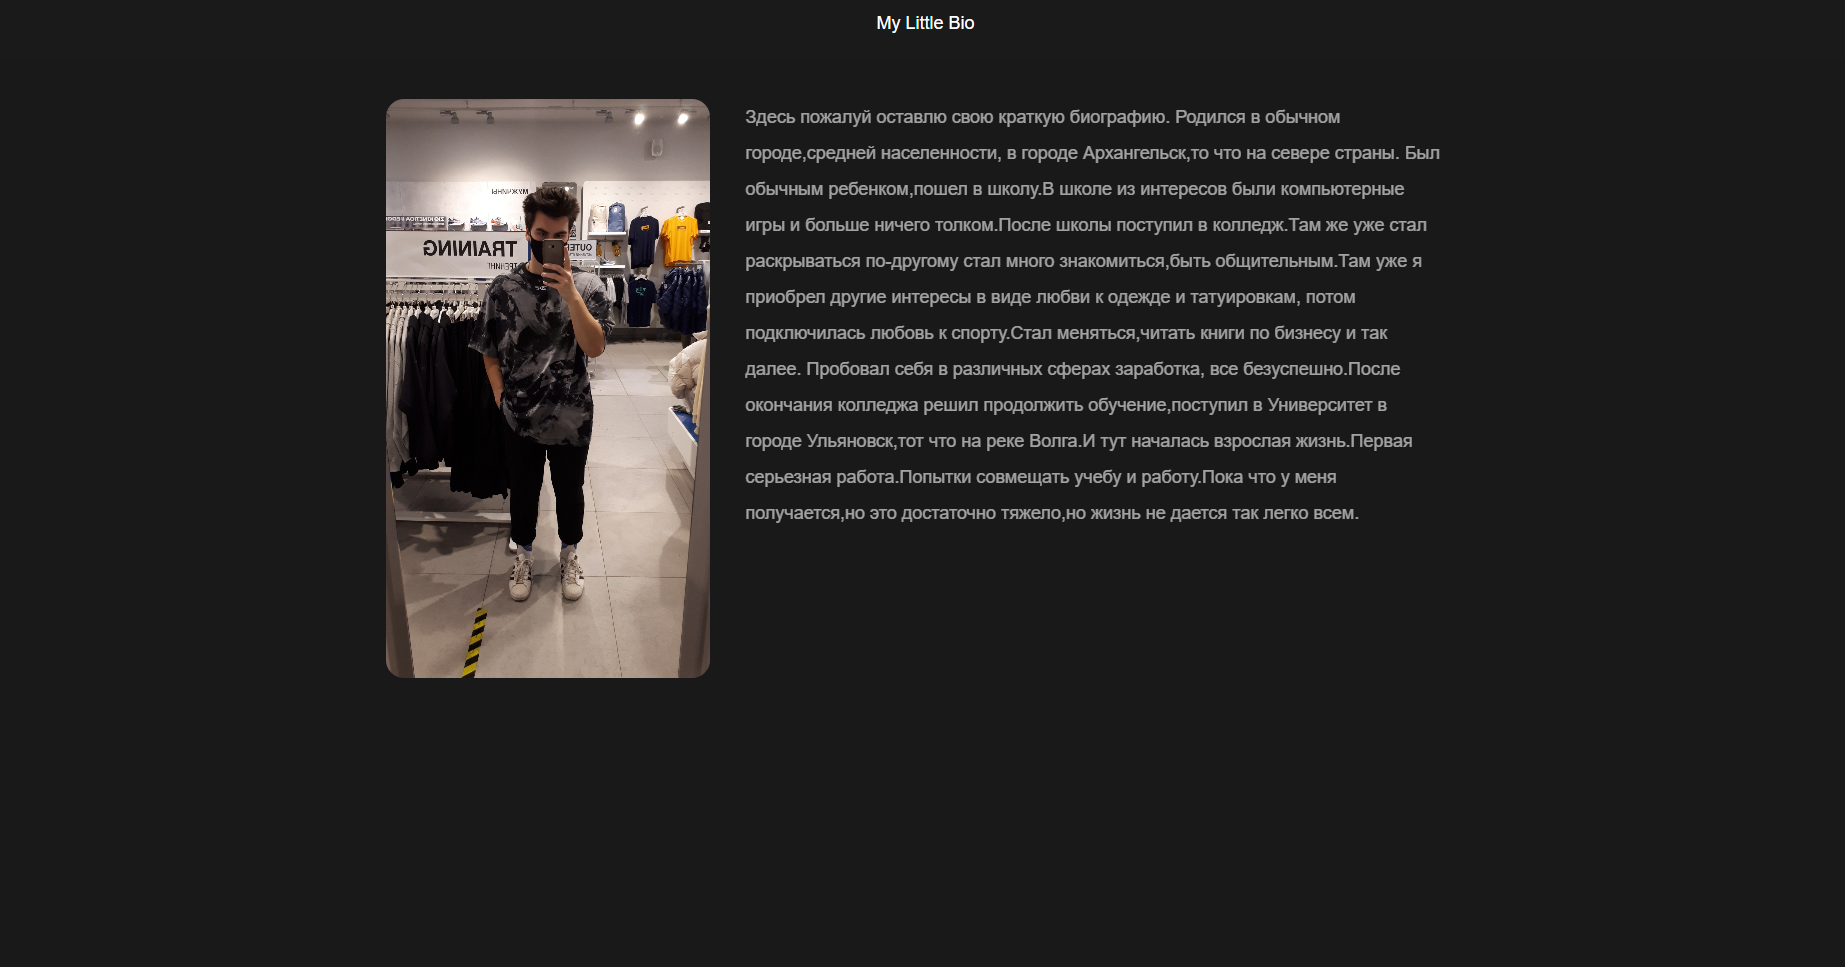 My Little Bio
Здесь пожалуй оставлю свою краткую биографию. Родился в обычном
городе,средней населенности, в городе Архангельск,то что на севере страны. Был
обычным ребенком,пошел в школу.В школе из интересов были компьютерные
игры и больше ничего толком.После школы поступил в колледж.Там же уже стал
раскрываться по-другому стал много знакомиться,быть общительным.Там уже я
приобрел другие интересы в виде любви к одежде и татуировкам, потом
подключилась любовь к спорту.Стал меняться,читать книги по бизнесу и так
далее. Пробовал себя в различных сферах заработка, все безуспешно.После
окончания колледжа решил продолжить обучение,поступил в Университет в
городе Ульяновск,тот что на реке Волга.И тут началась взрослая жизнь.Первая
серьезная работа.Попытки совмещать учебу и работу.Пока что у меня
получается,но это достаточно тяжело,но жизнь не дается так легко всем.
МУЖЧИНЫ
TRAINING
ТРЕНИНГ
OUTE